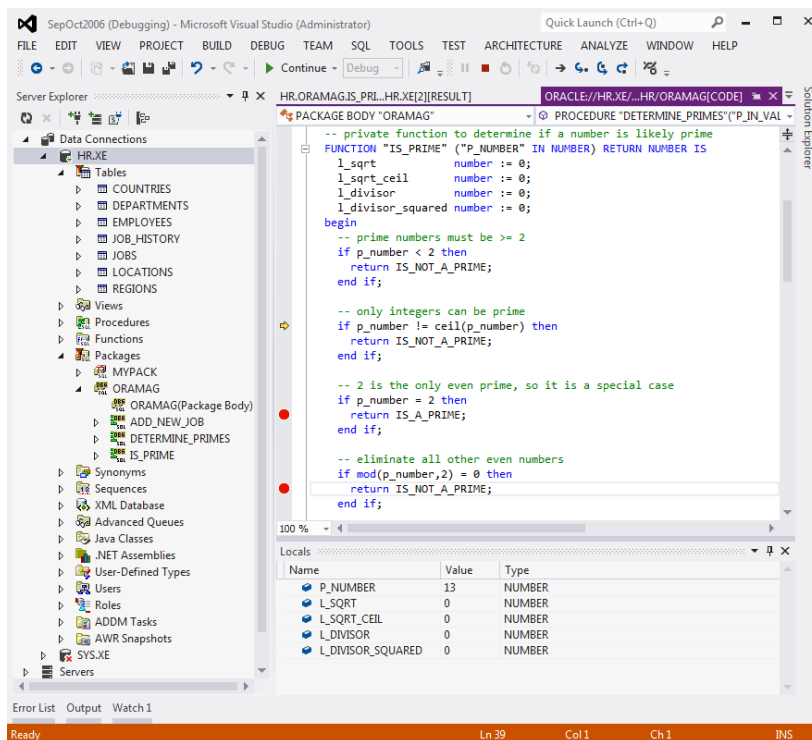 SepOct2006 (Debugging) - Microsoft Visual Studio (Administrator)
Quick Launch (Ctrl+Q)
FILE EDIT VIEW PROJECT BUILD DEBUG TEAM SQL TOOLS TEST ARCHITECTURE ANALYZE WINDOW HELP
Continue Debug
Server Explorer
Data Connections
HR.XE
Tables
COUNTRIES
DEPARTMENTS
EMPLOYEES
JOB_HISTORY
JOBS
LOCATIONS
REGIONS
Views
Procedures
Functions
Packages
MYPACK
ORAMAG
ORAMAG(Package Body)
ADD_NEW_JOB
DETERMINE_PRIMES
IS_PRIME
Synonyms
Sequences
XML Database
Advanced Queues
Java Classes
.NET Assemblies
User-Defined Types
Users
Roles
ADDM Tasks
AWR Snapshots
SYS.XE
Servers
HR.ORAMAG.IS_PRI...HR.XE[2][RESULT]
ORACLE://HR.XE/...HR/ORAMAG[CODE]
Solution Explorer
PACKAGE BODY "ORAMAG"
PROCEDURE "DETERMINE_PRIMES"("P_IN_VAL
-- private function to determine if a number is likely prime
FUNCTION "IS_PRIME" ("P_NUMBER" IN NUMBER) RETURN NUMBER IS
l_sqrt number := 0;
l_sqrt_ceil number := 0;
l_divisor number := 0;
l_divisor_squared number := 0;
begin
-- prime numbers must be >= 2
if p_number < 2 then
return IS_NOT_A_PRIME;
end if;
-- only integers can be prime
if p_number != ceil(p_number) then
return IS_NOT_A_PRIME;
end if;
-- 2 is the only even prime, so it is a special case
if p_number = 2 then
return IS_A_PRIME;
end if;
-- eliminate all other even numbers
if mod(p_number,2) = 0 then
return IS_NOT_A_PRIME;
end if;
100 %
Locals
Name Value Type
P_NUMBER 13 NUMBER
L_SQRT 0 NUMBER
L_SQRT_CEIL 0 NUMBER
L_DIVISOR 0 NUMBER
L_DIVISOR_SQUARED 0 NUMBER
Error List Output Watch 1
Ready Ln 39 Col 1 Ch 1 INS